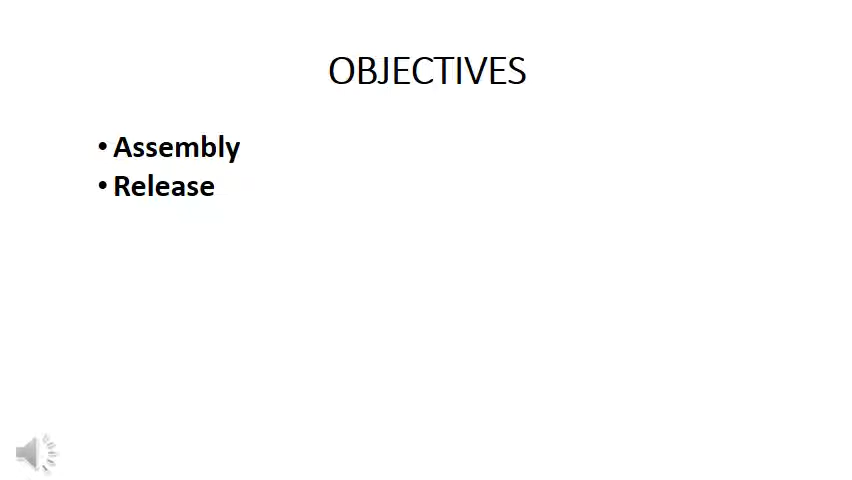 OBJECTIVES
• Assembly
• Release